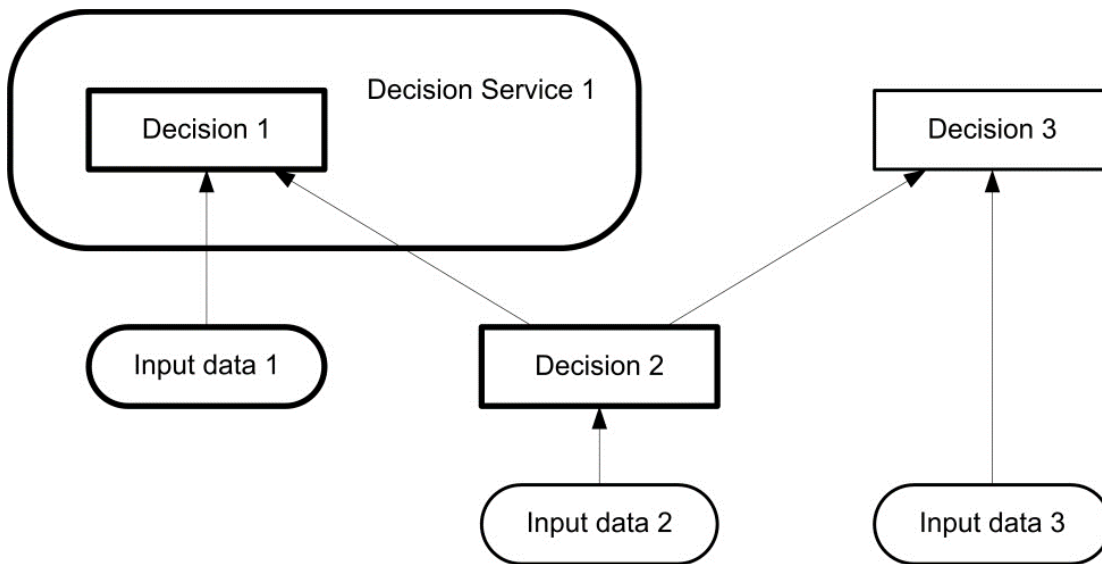 Decision Service 1
Decision 1
Decision 3
Input data 1
Decision 2
Input data 2
Input data 3